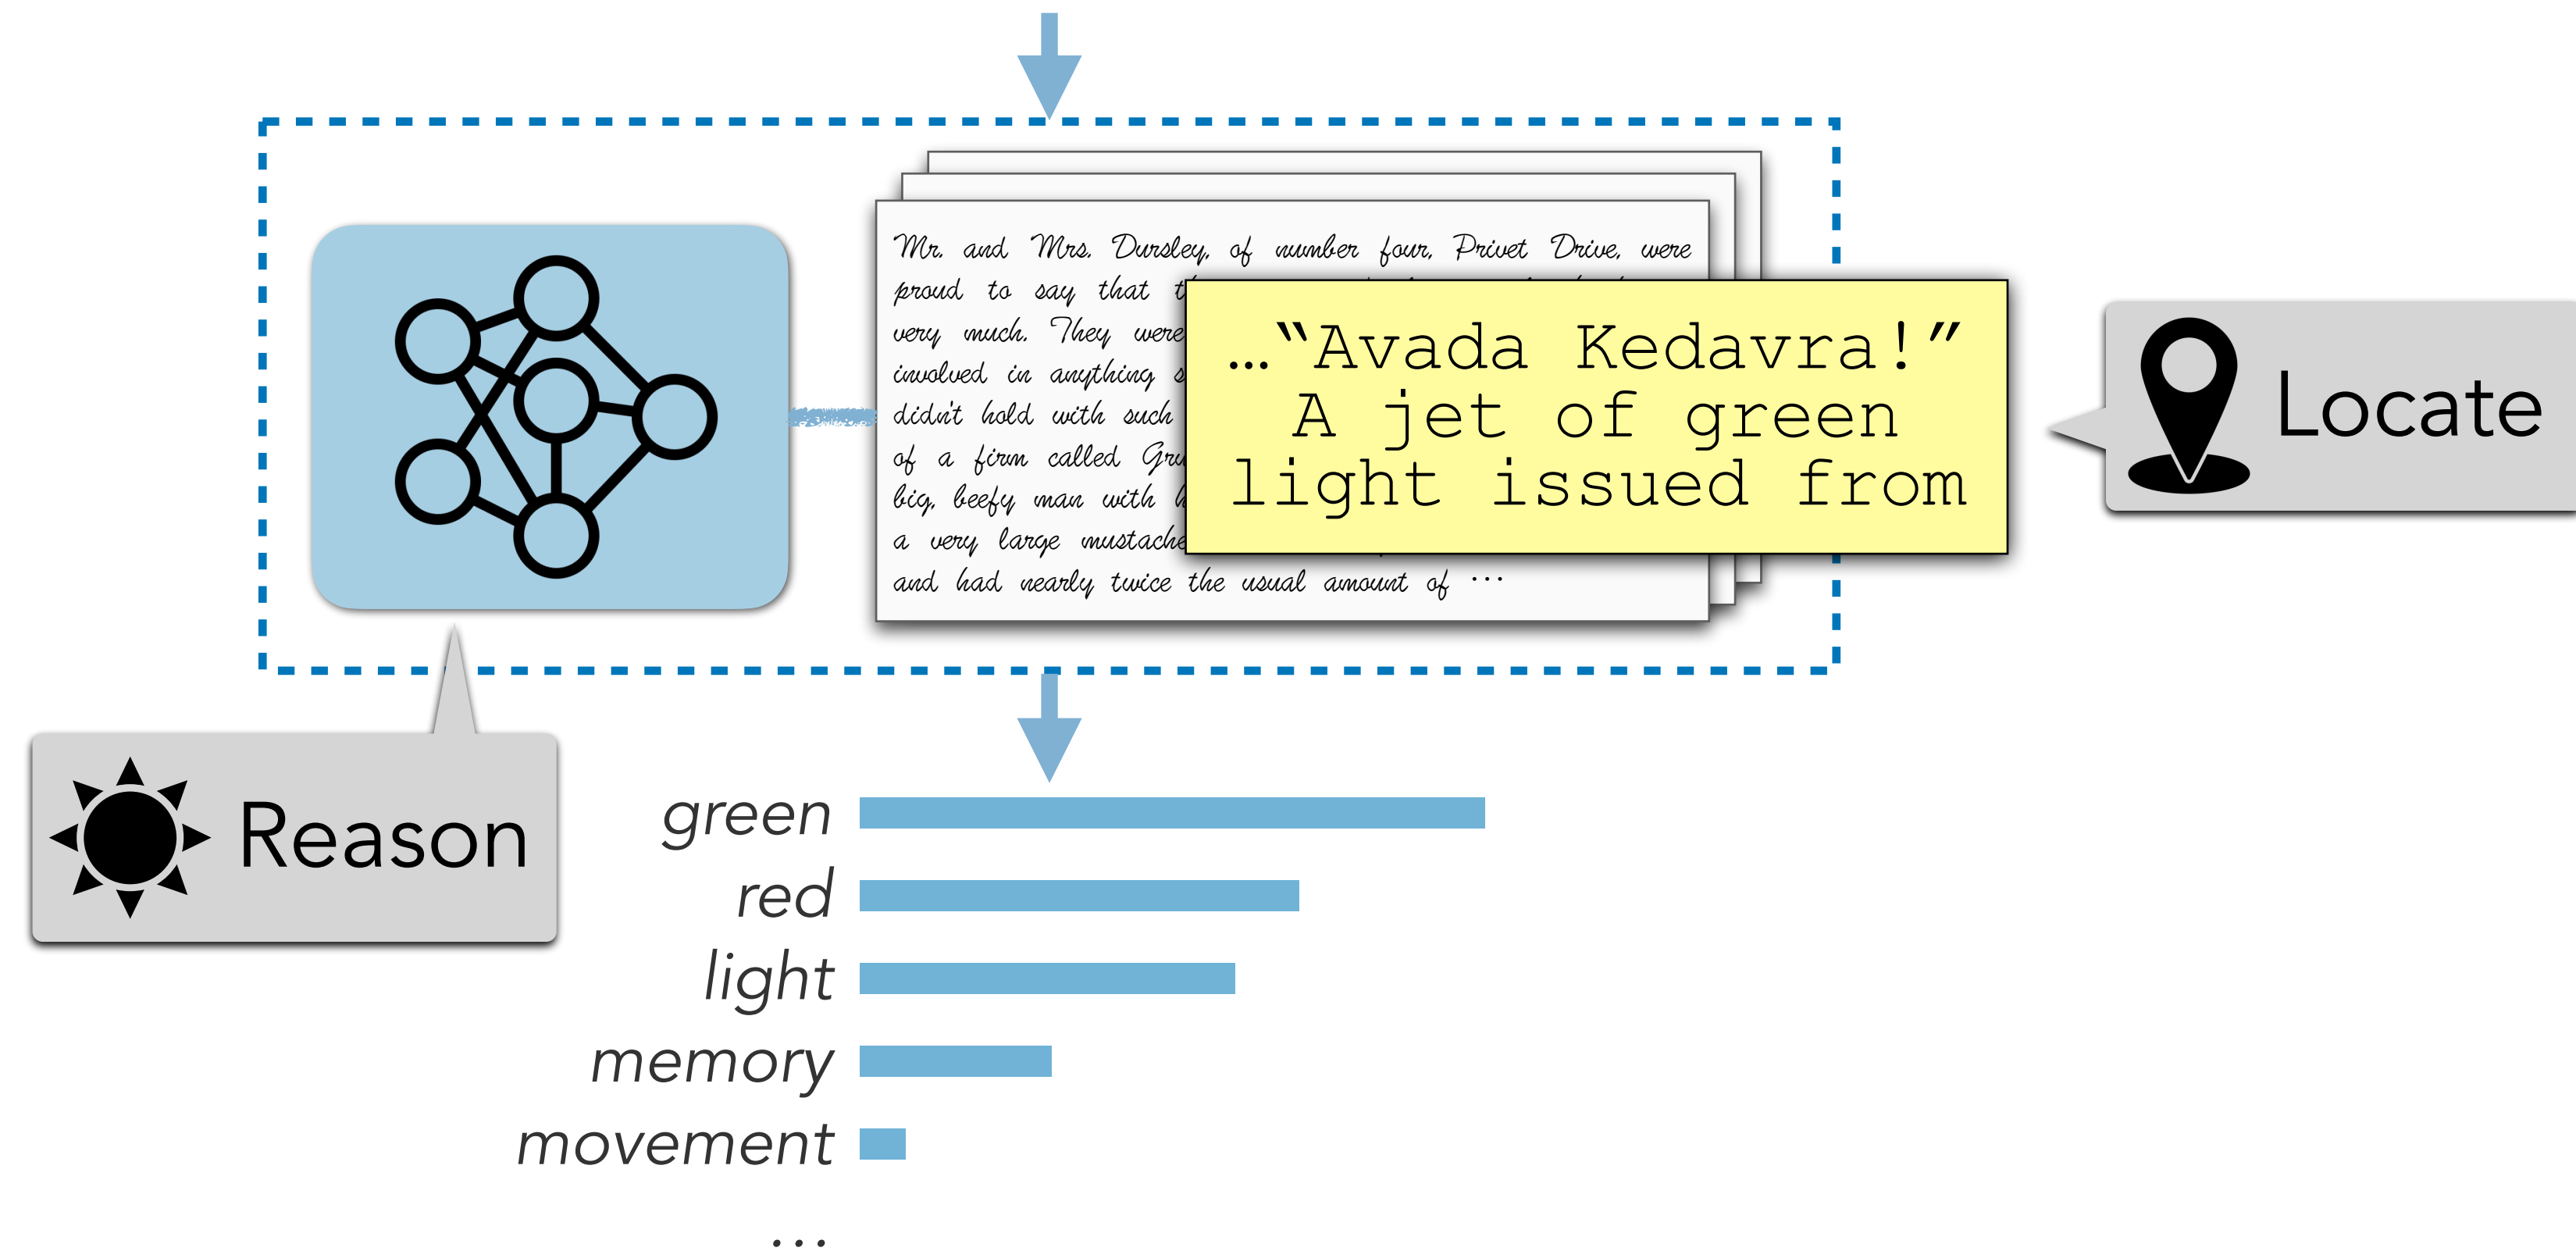 Mr. and Mrs. Dursley, of number four, Privet Drive, were
proud to say that
very much. They were
involved in anything
didn't hold with such
of a firm called
big, beefy man with
a very large mustache
and had nearly twice the usual amount of ...
…"Avada Kedavra!"
A jet of green
light issued from
Locate
Reason
green
red
light
memory
movement
...